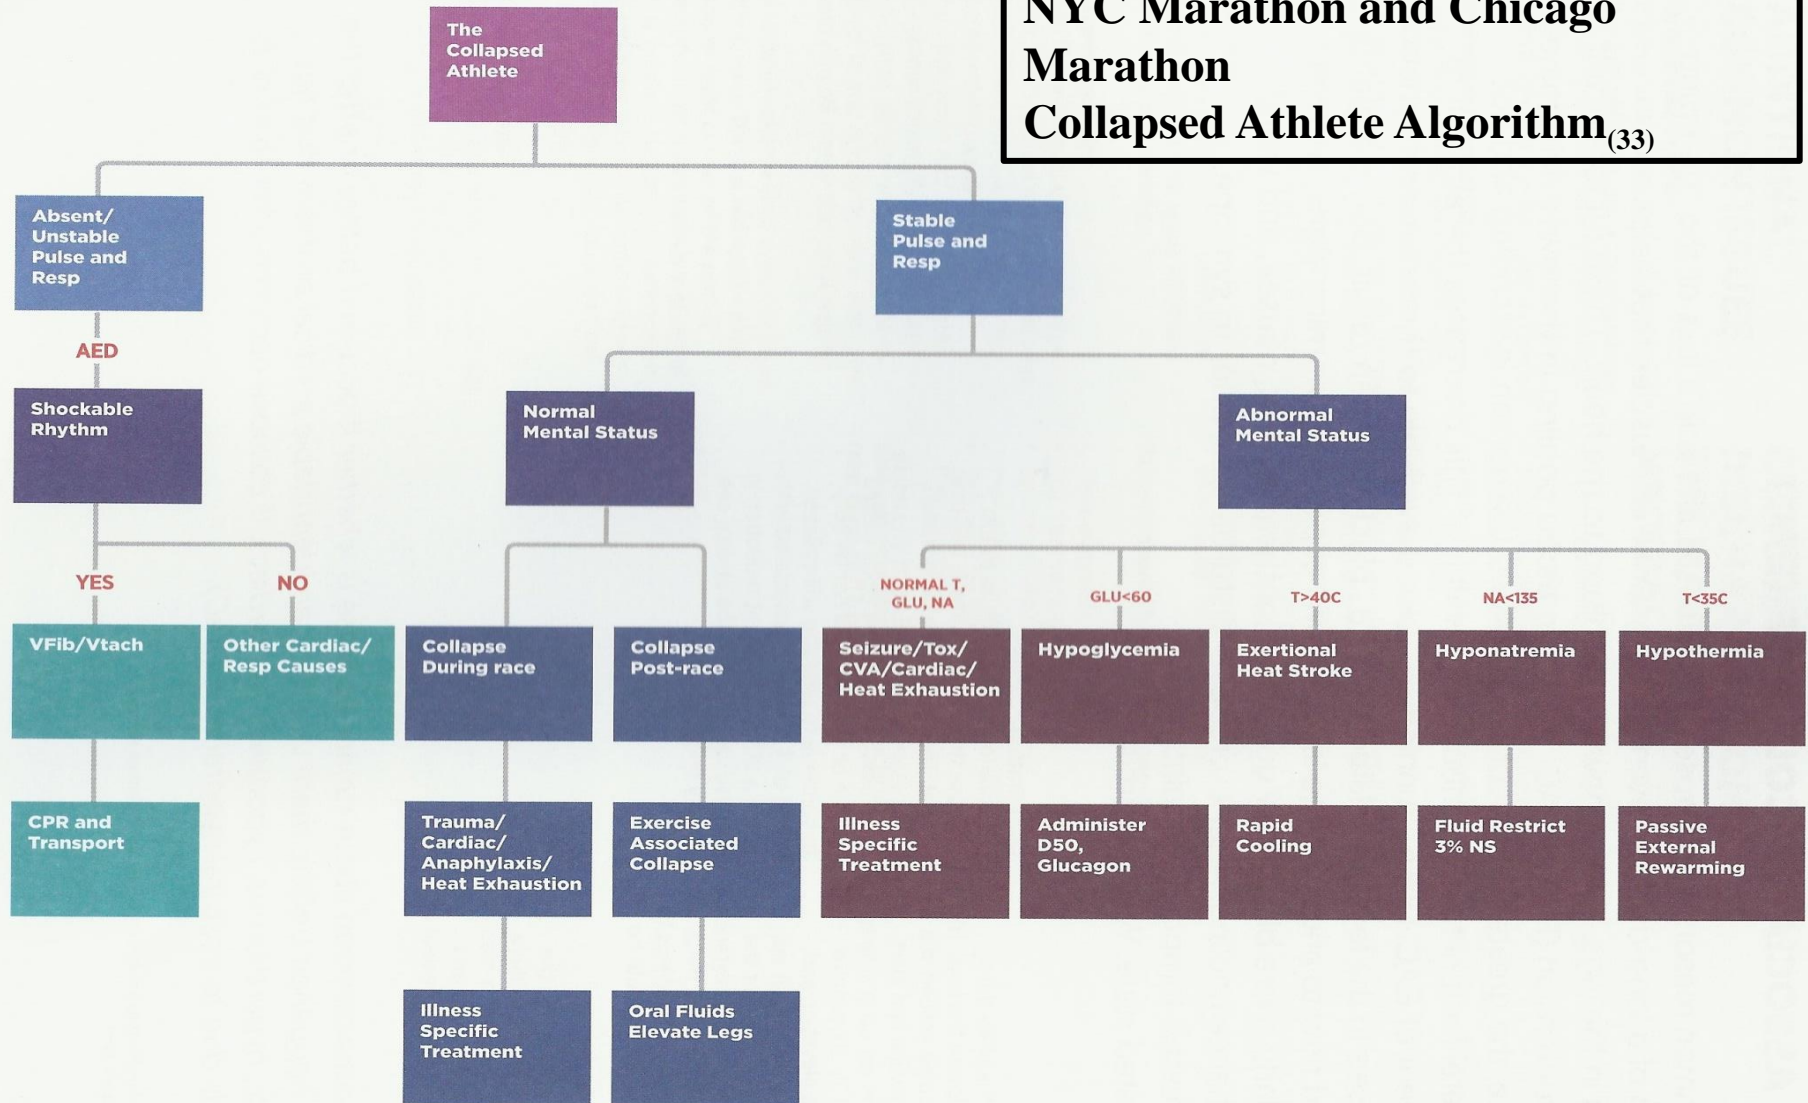 NYC Marathon and Chicago
Marathon
Collapsed Athlete Algorithm(33)
The
Collapsed
Athlete
Absent/
Unstable
Pulse and
Resp
Stable
Pulse and
Resp
AED
Shockable
Rhythm
Normal
Mental Status
Abnormal
Mental Status
YES
NO
NORMAL T,
GLU, NA
GLU<60
T>40C
NA<135
T<35C
VFib/Vtach
Other Cardiac/
Resp Causes
Collapse
During race
Collapse
Post-race
Seizure/Tox/
CVA/Cardiac/
Heat Exhaustion
Hypoglycemia
Exertional
Heat Stroke
Hyponatremia
Hypothermia
CPR and
Transport
Trauma/
Cardiac/
Anaphylaxis/
Heat Exhaustion
Exercise
Associated
Collapse
Illness
Specific
Treatment
Administer
D50,
Glucagon
Rapid
Cooling
Fluid Restrict
3% NS
Passive
External
Rewarming
Illness
Specific
Treatment
Oral Fluids
Elevate Legs